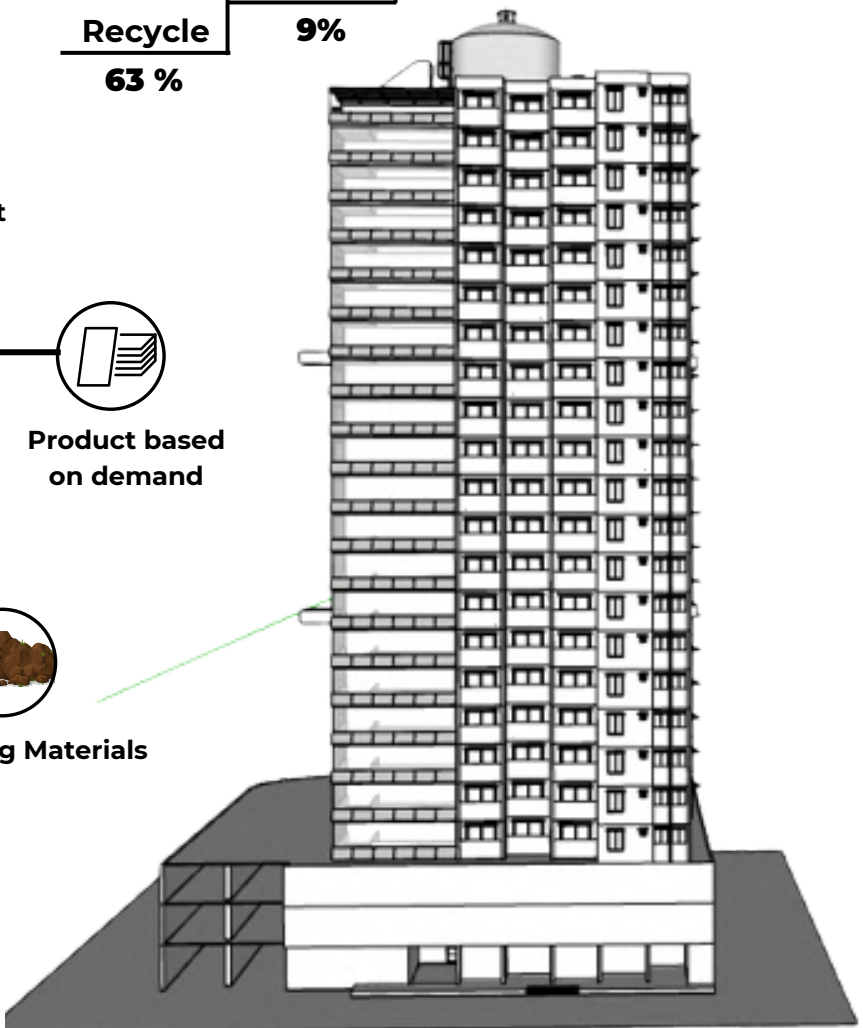 Recycle
9%
63 %
t
Product based
on demand
g Materials